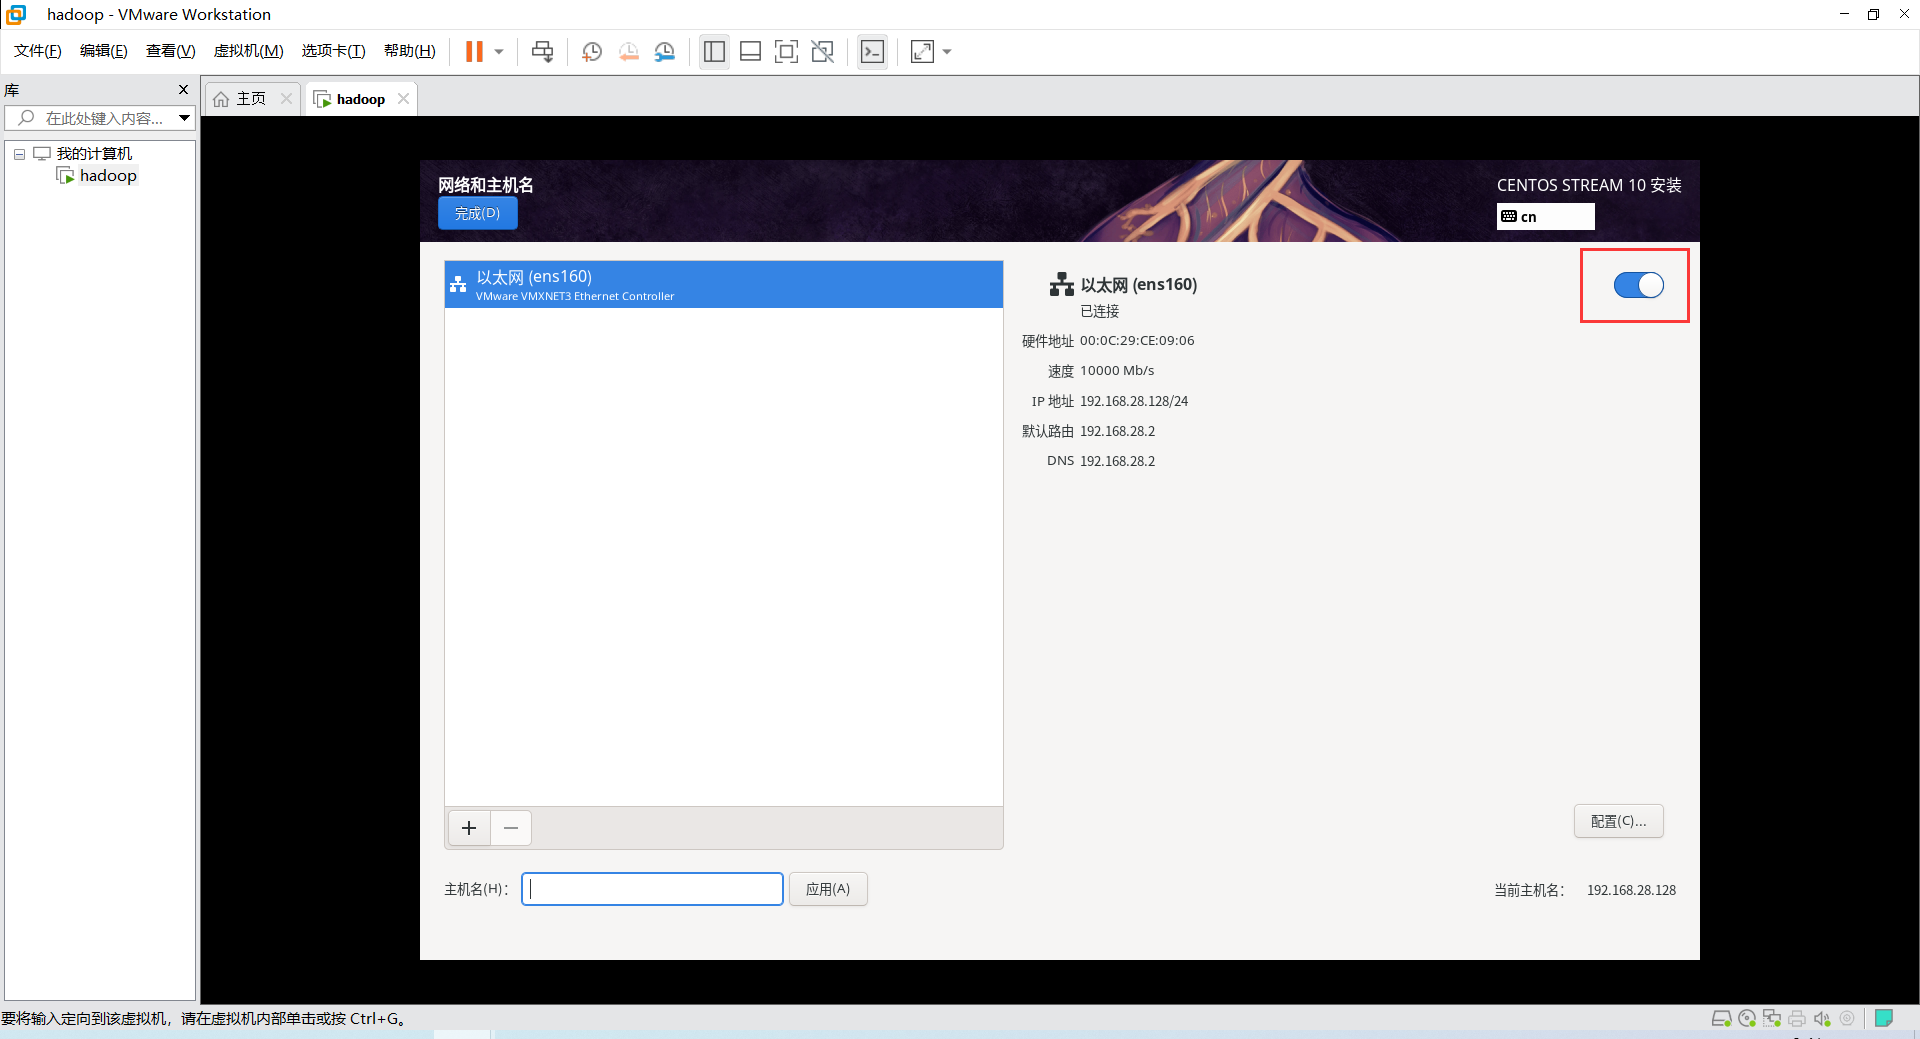 hadoop - VMware Workstation
文件(F) 编辑(E) 查看(V) 虚拟机(M) 选项卡(T) 帮助(H)
库
在此处键入内容...
我的计算机
hadoop
主页
hadoop
网络和主机名
完成(D)
CENTOS STREAM 10 安装
cn
以太网 (ens160)
VMware VMXNET3 Ethernet Controller
以太网 (ens160)
已连接
硬件地址 00:0C:29:CE:09:06
速度 10000 Mb/s
IP 地址 192.168.28.128/24
默认路由 192.168.28.2
DNS 192.168.28.2
配置(C)...
主机名(H)：
应用(A)
当前主机名： 192.168.28.128
要将输入定向到该虚拟机，请在虚拟机内部单击或按 Ctrl+G。